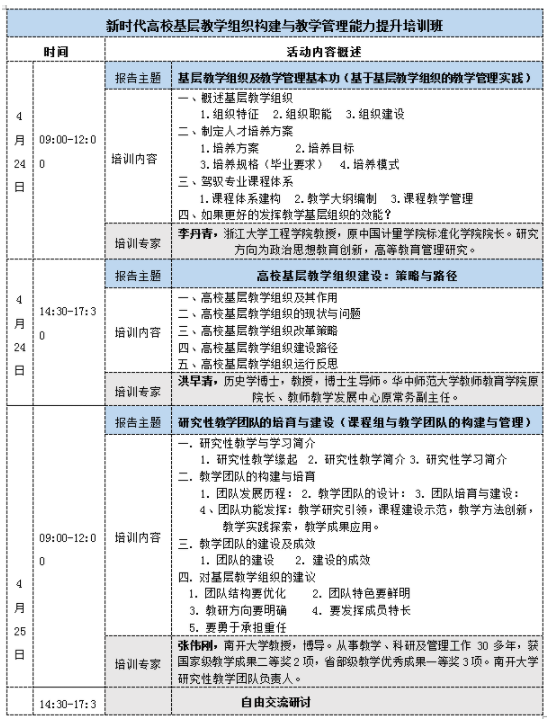 新时代高校基层教学组织构建与教学管理能力提升培训班
时间
活动内容概述
4
月
24
日
09:00-12:0
0
报告主题
基层教学组织及教学管理基本功（基于基层教学组织的教学管理实践）
培训内容
一、概述基层教学组织
1.组织特征 2.组织职能 3.组织建设
二、制定人才培养方案
1.培养方案 2.培养目标
3.培养规格（毕业要求） 4.培养模式
三、驾驭专业课程体系
1.课程体系建构 2.教学大纲编制 3.课程教学管理
四、如果更好的发挥教学基层组织的效能？
培训专家
李丹青，浙江大学工程学院教授，原中国计量学院标准化学院院长。研究
方向为政治思想教育创新，高等教育管理研究。
4
月
24
日
14:30-17:3
0
报告主题
高校基层教学组织建设：策略与路径
培训内容
一、高校基层教学组织及其作用
二、高校基层教学组织的现状与问题
三、高校基层教学组织改革策略
四、高校基层教学组织建设路径
五、高校基层教学组织运行反思
培训专家
洪早清，历史学博士，教授，博士生导师。华中师范大学教师教育学院原
院长、教师教学发展中心原常务副主任。
4
月
25
日
09:00-12:0
0
报告主题
研究性教学团队的培育与建设（课程组与教学团队的构建与管理）
培训内容
一．研究性教学与学习简介
1．研究性教学缘起 2．研究性教学简介 3．研究性学习简介
二．教学团队的构建与培育
1．团队发展历程： 2．教学团队的设计： 3．团队培育与建设：
4、团队功能发挥：教学研究引领，课程建设示范，教学方法创新，
教学实践探索，教学成果应用。
三．教学团队的建设及成效
1．团队的建设 2．建设的成效
四．对基层教学组织的建议
1．团队结构要优化 2．团队特色要鲜明
3．教研方向要明确 4．要发挥成员特长
5．要勇于承担重任
培训专家
张伟刚，南开大学教授，博导。从事教学、科研及管理工作 30 多年，获
国家级教学成果二等奖 2 项，省部级教学优秀成果一等奖 3 项。南开大学
研究性教学团队负责人。
14:30-17:3
自由交流研讨